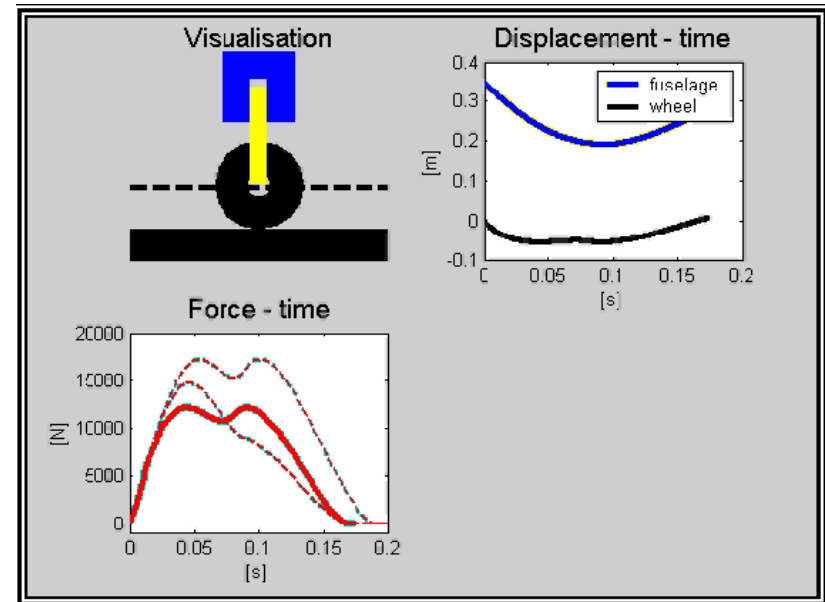 Visualisation
Displacement - time
0.4
0.3
0.2
0.1
0
-0.1
[m]
fuselage
wheel
0.05 0.1 0.15 0.2
[s]
Force - time
20000
15000
10000
5000
0
[N]
0 0.05 0.1 0.15 0.2
[s]